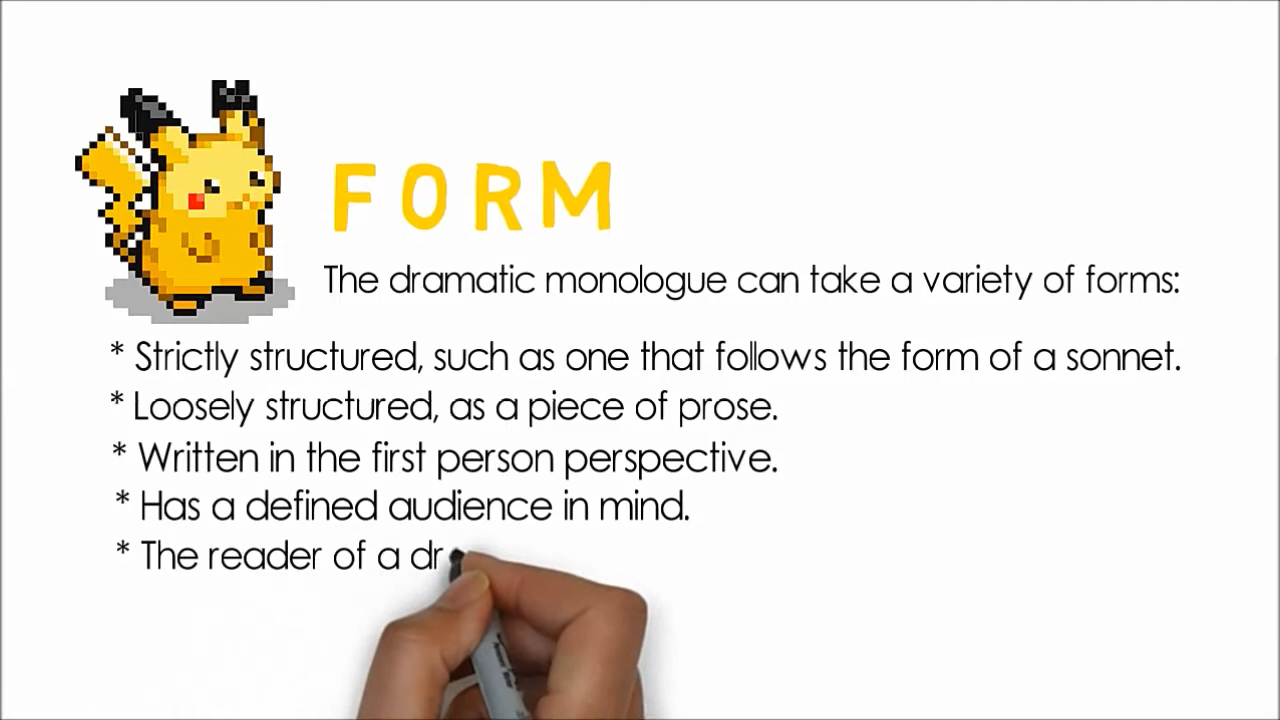 FORM
The dramatic monologue can take a variety of forms:
* Strictly structured, such as one that follows the form of a sonnet.
* Loosely structured, as a piece of prose.
* Written in the first person perspective.
* Has a defined audience in mind.
* The reader of a dr